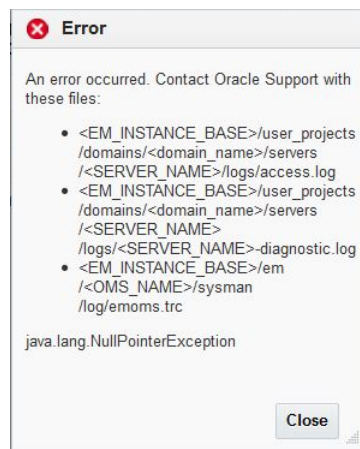 Error
An error occurred. Contact Oracle Support with
these files:
• <EM_INSTANCE_BASE>/user_projects
/domains/<domain_name>/servers
/<SERVER_NAME>/logs/access.log
• <EM_INSTANCE_BASE>/user_projects
/domains/<domain_name>/servers
/<SERVER_NAME>
/logs/<SERVER_NAME>-diagnostic.log
• <EM_INSTANCE_BASE>/em
/<OMS_NAME>/sysman
/log/emoms.trc
java.lang.NullPointerException
Close